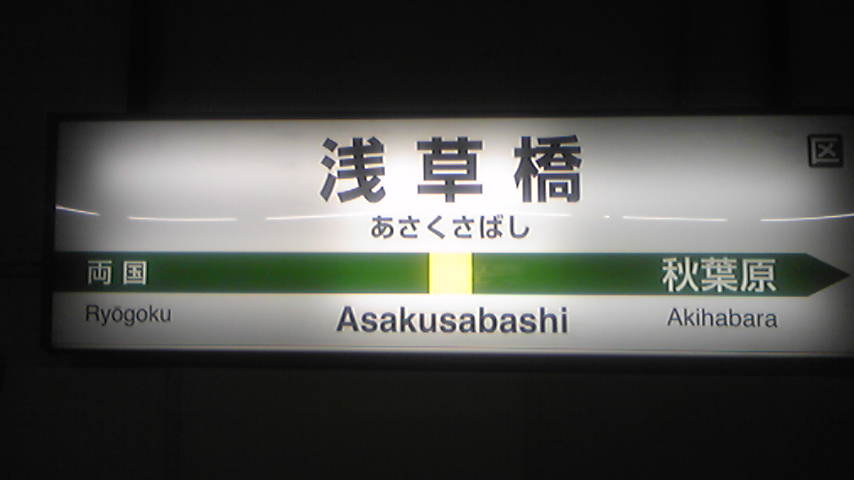 浅草橋
区
あさくさばし
両国
秋葉原
Ryōgoku
Asakusabashi
Akihabara